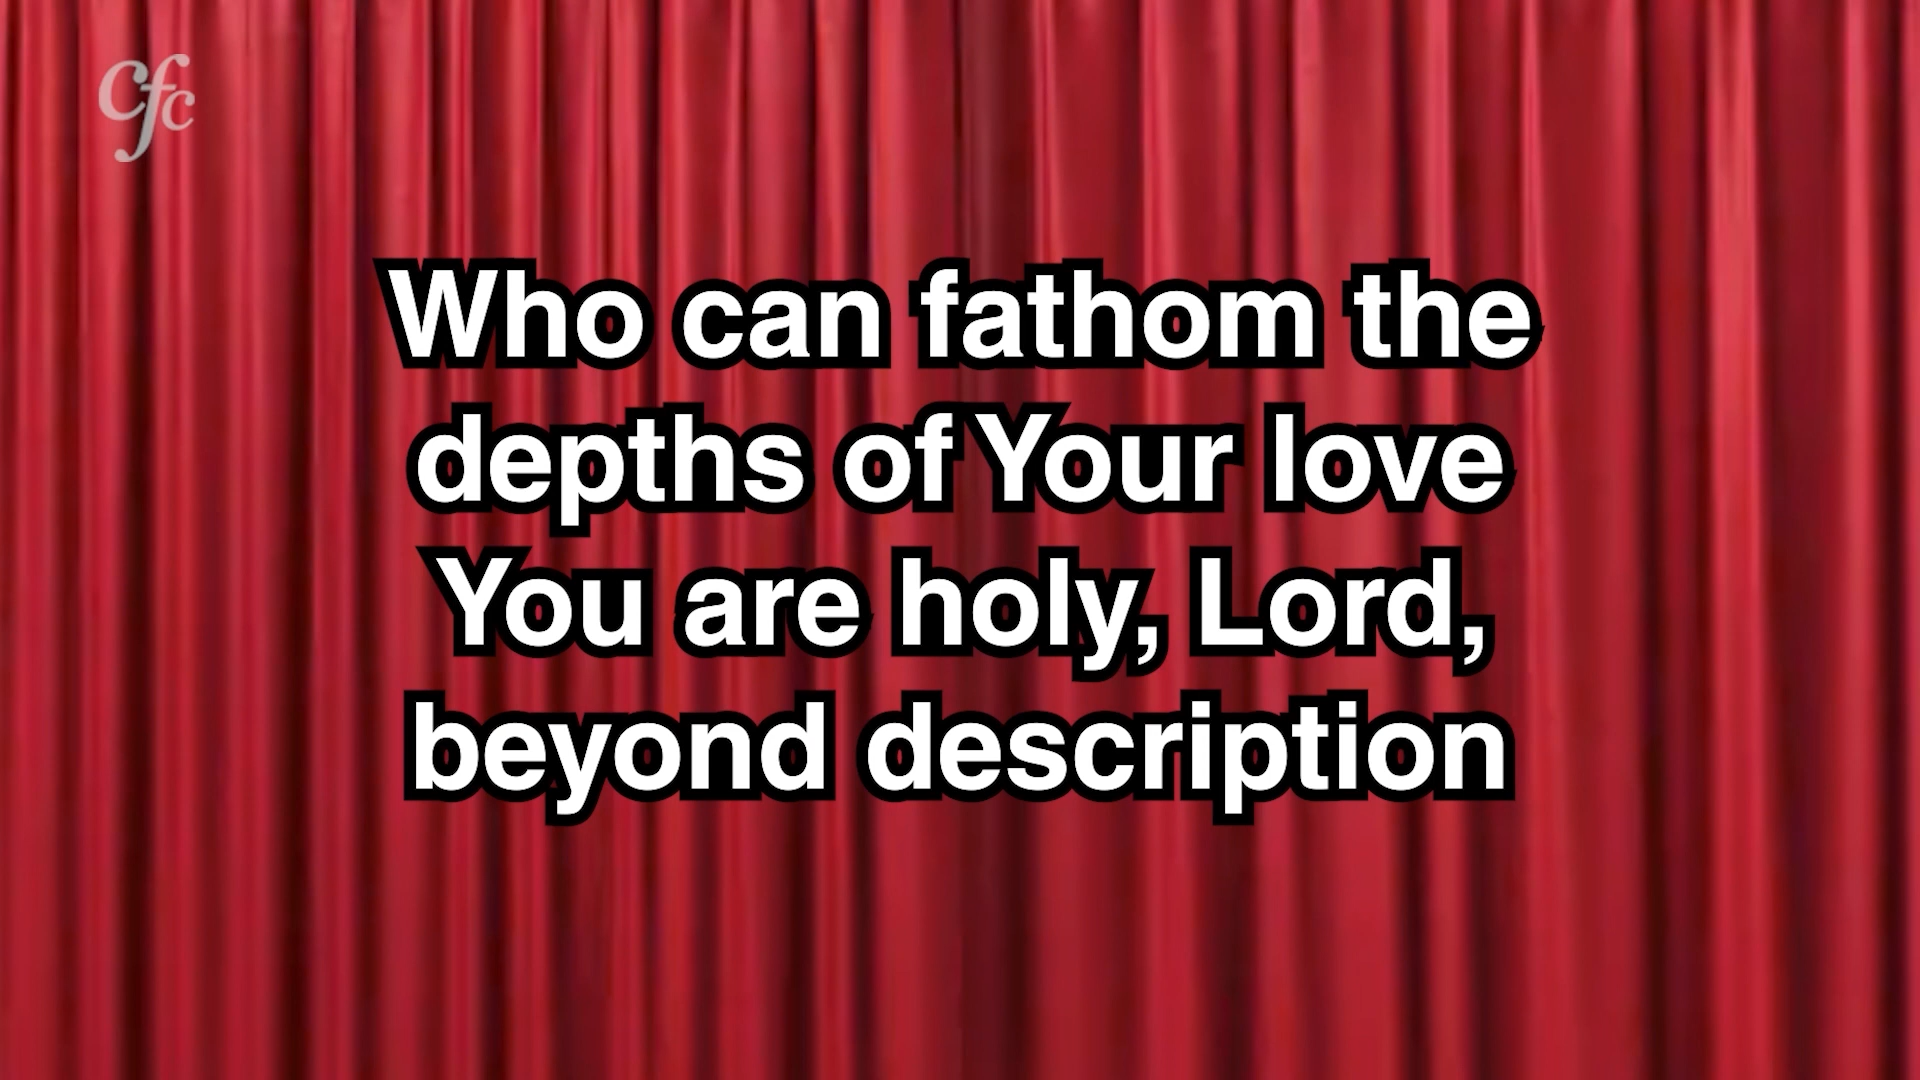 cfc
Who can fathom the
depths of Your love
You are holy, Lord,
beyond description